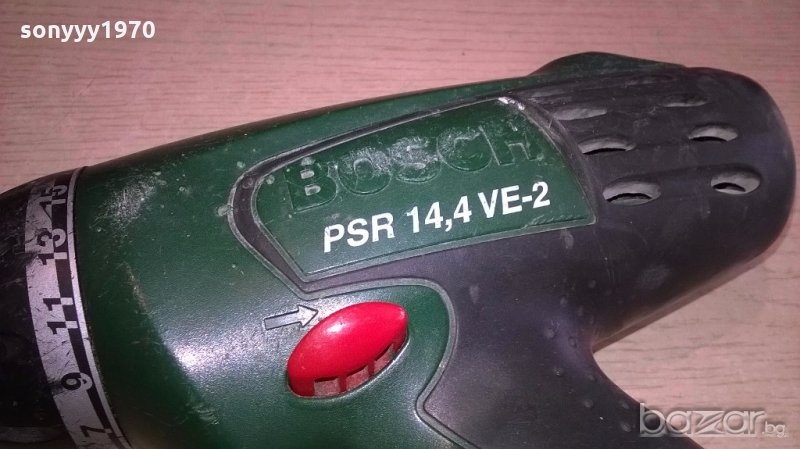 sonyyy1970
BOSCH
PSR 14,4 VE-2
15
13
11
9
7
bazar.bg